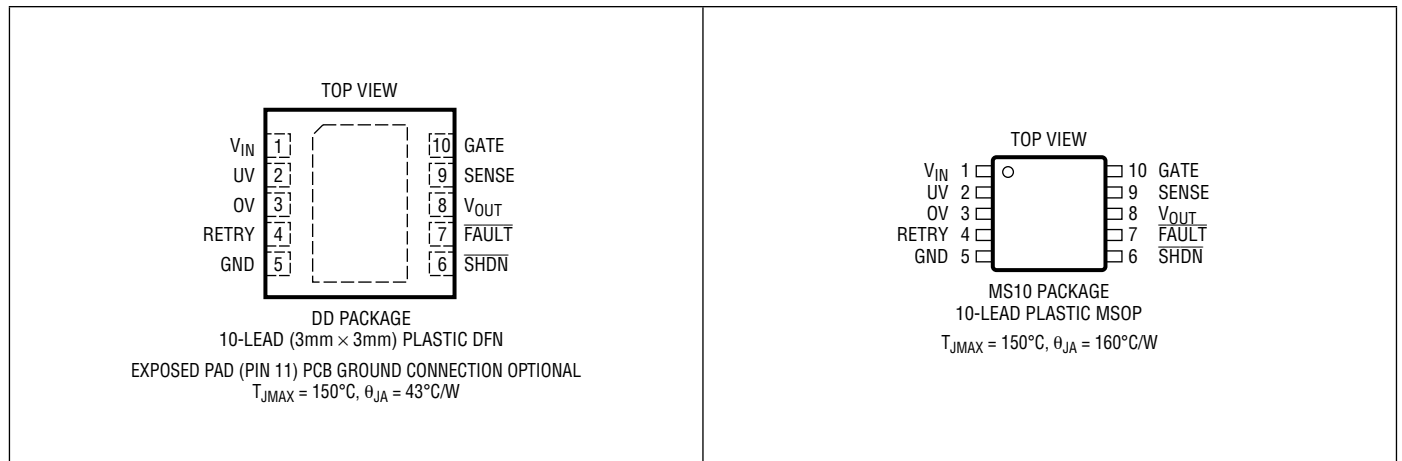 TOP VIEW
VIN 1
10 GATE
UV 2
9 SENSE
OV 3
8 VOUT
RETRY 4
7 FAULT
GND 5
6 SHDN
DD PACKAGE
10-LEAD (3mm × 3mm) PLASTIC DFN
EXPOSED PAD (PIN 11) PCB GROUND CONNECTION OPTIONAL
TJMAX = 150°C, θJA = 43°C/W
TOP VIEW
VIN 1
10 GATE
UV 2
9 SENSE
OV 3
8 VOUT
RETRY 4
7 FAULT
GND 5
6 SHDN
MS10 PACKAGE
10-LEAD PLASTIC MSOP
TJMAX = 150°C, θJA = 160°C/W